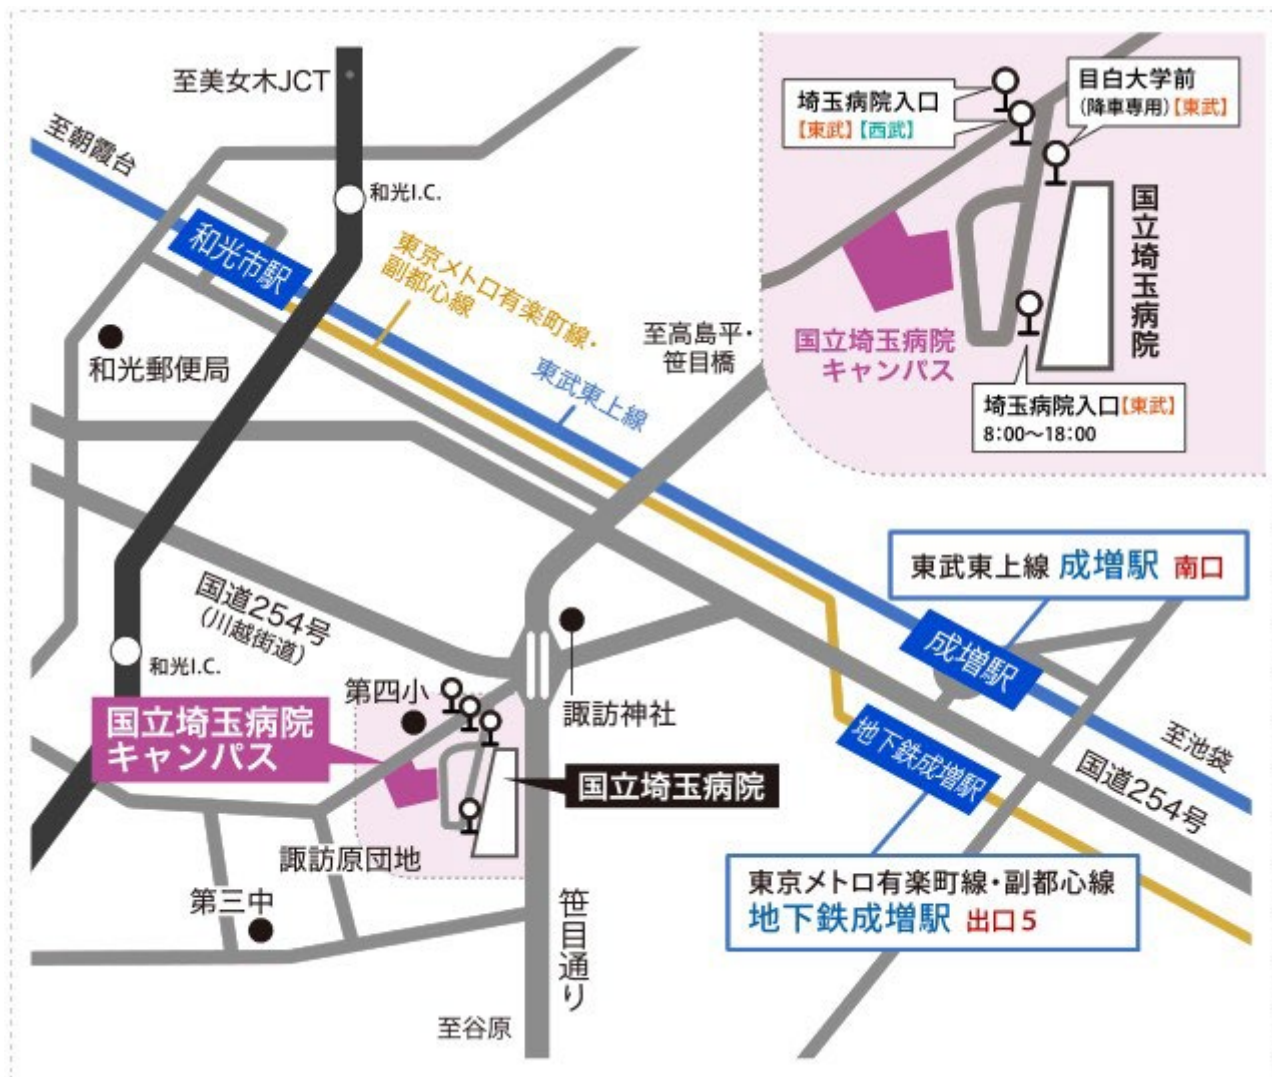 至美女木JCT
至朝霞台
和光I.C.
和光市駅
東京メトロ有楽町線・
副都心線
和光郵便局
東武東上線
至高島平・
笹目橋
埼玉病院入口
【東武】【西武】
目白大学前
(降車専用)【東武】
国立埼玉病院
国立埼玉病院
キャンパス
埼玉病院入口【東武】
8:00〜18:00
国道254号
(川越街道)
和光I.C.
第四小
諏訪神社
国立埼玉病院
キャンパス
国立埼玉病院
諏訪原団地
第三中
笹目通り
至谷原
東武東上線 成増駅 南口
成増駅
地下鉄成増駅
至池袋
国道254号
東京メトロ有楽町線・副都心線
地下鉄成増駅 出口5